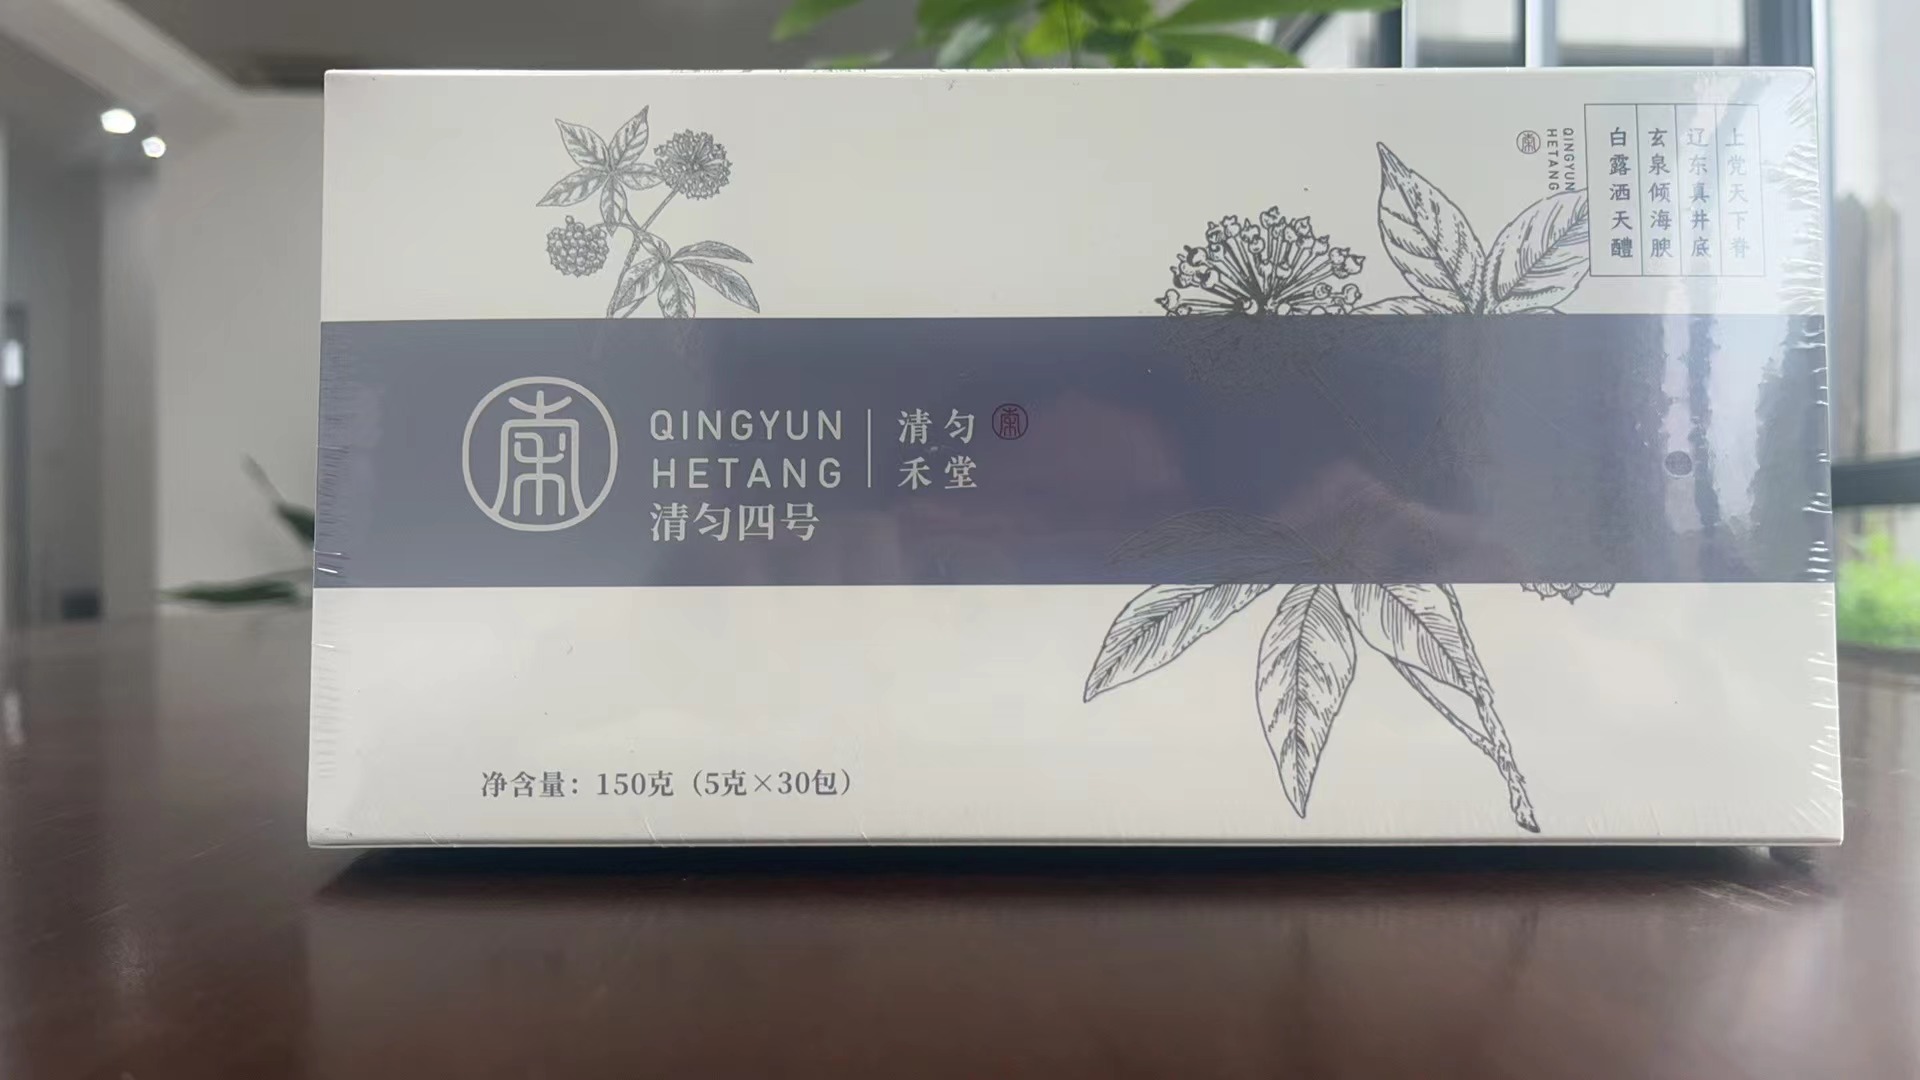 QINGYUN
HETANG
清匀
禾堂
清匀四号
净含量：150克（5克×30包）
上党天下脊
辽东真井底
玄泉倾海腴
白露洒天醴
QINGYUN
HETANG